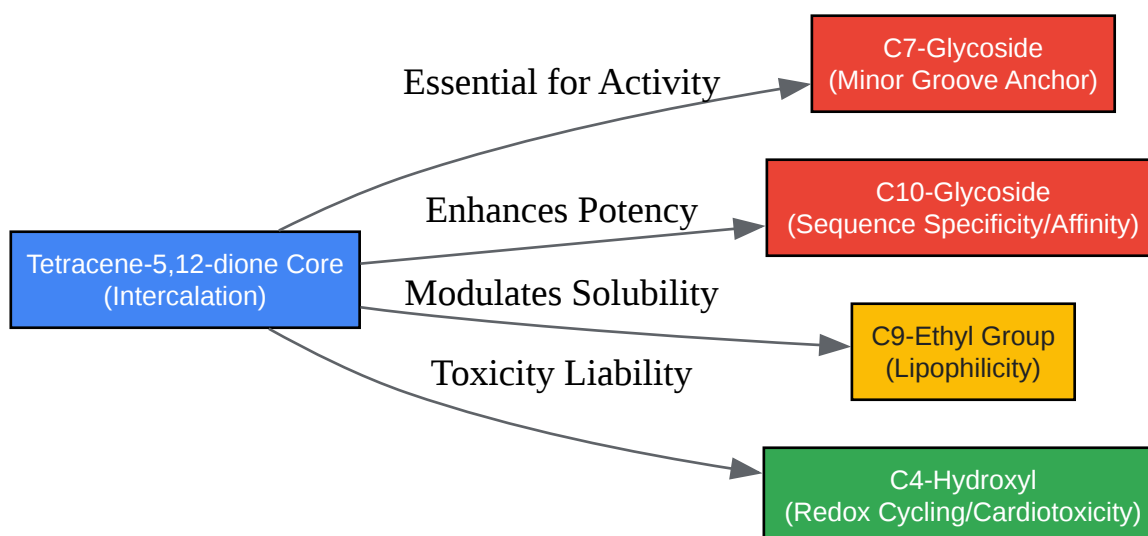 C7-Glycoside
(Minor Groove Anchor)
Essential for Activity
C10-Glycoside
(Sequence Specificity/Affinity)
Enhances Potency
Tetracene-5,12-dione Core
(Intercalation)
Modulates Solubility
C9-Ethyl Group
(Lipophilicity)
Toxicity Liability
C4-Hydroxyl
(Redox Cycling/Cardiotoxicity)